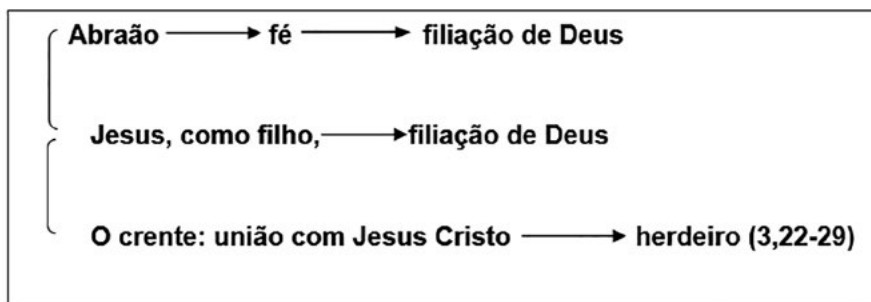 Abraão → fé → filiação de Deus
Jesus, como filho, → filiação de Deus
O crente: união com Jesus Cristo → herdeiro (3,22-29)